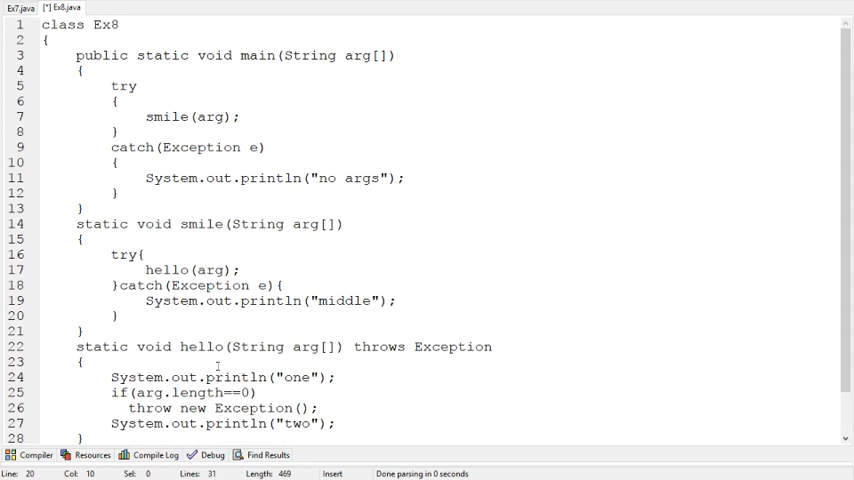 Ex7.java [*] Ex8.java
1 class Ex8
2 {
3 public static void main(String arg[])
4 {
5 try
6 {
7 smile(arg);
8 }
9 catch(Exception e)
10 {
11 System.out.println("no args");
12 }
13 }
14 static void smile(String arg[])
15 {
16 try{
17 hello(arg);
18 }catch(Exception e){
19 System.out.println("middle");
20 }
21 }
22 static void hello(String arg[]) throws Exception
23 {
24 System.out.println("one");
25 if(arg.length==0)
26 throw new Exception();
27 System.out.println("two");
28 }
Compiler Resources Compile Log Debug Find Results
Line: 20 Col: 10 Sel: 0 Lines: 31 Length: 469 Insert Done parsing in 0 seconds